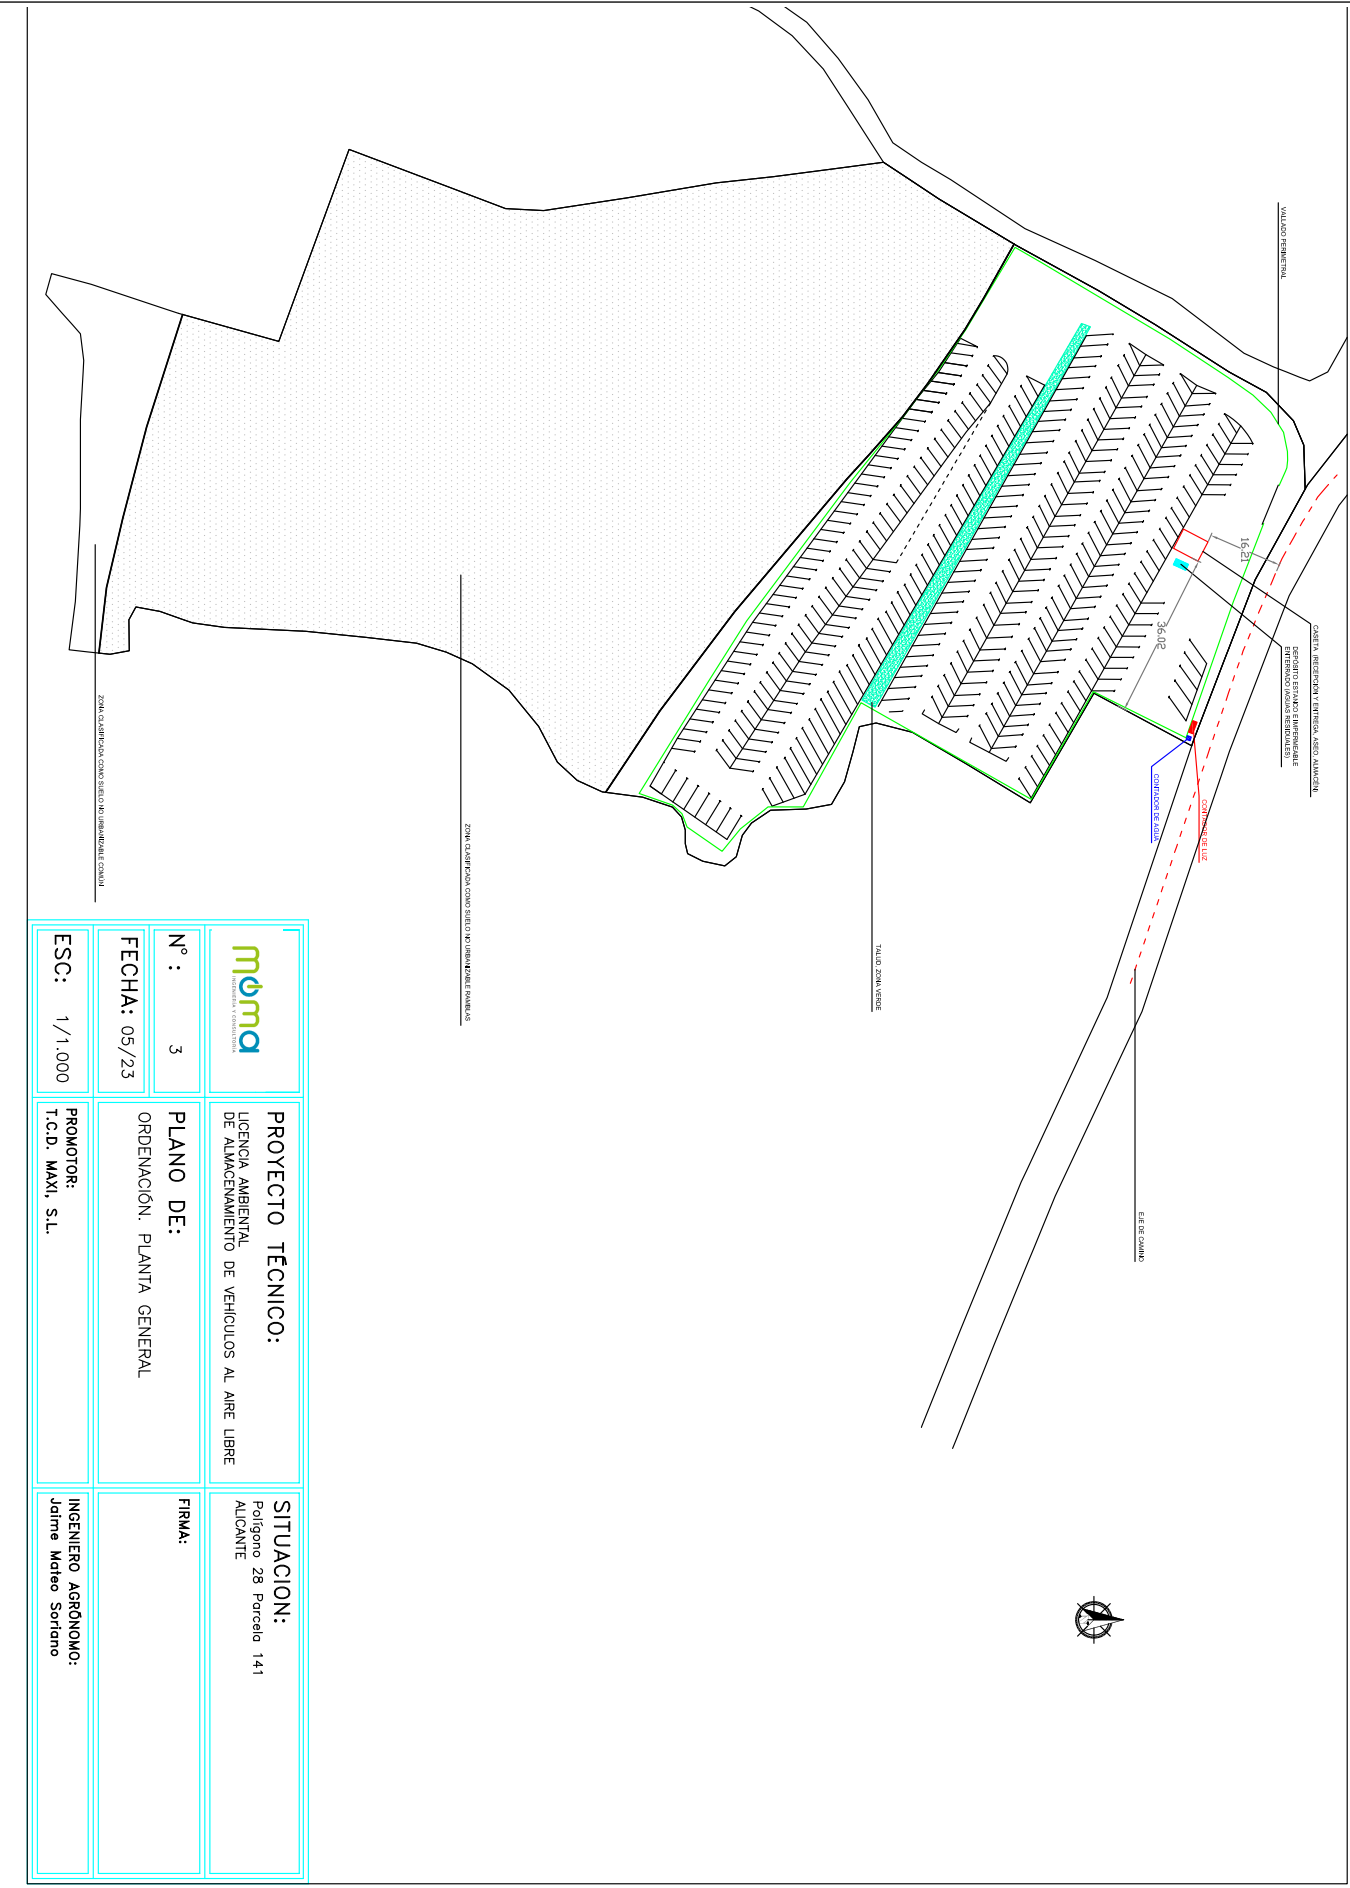 VALLADO PERIMETRAL
CASETA (RECEPCIÓN Y ENTREGA, ASEO, ALMACÉN)
DEPÓSITO ESTANCO E IMPERMEABLE
ENTERRADO (AGUAS RESIDUALES)
16.21
36.02
CONTADOR DE LUZ
CONTADOR DE AGUA
EJE DE CAMINO
TALUD, ZONA VERDE
ZONA CLASIFICADA COMO SUELO NO URBANIZABLE RAMBLAS
ZONA CLASIFICADA COMO SUELO NO URBANIZABLE COMÚN
moma
INGENIERÍA Y CONSULTORÍA
PROYECTO TÉCNICO:
LICENCIA AMBIENTAL
DE ALMACENAMIENTO DE VEHÍCULOS AL AIRE LIBRE
SITUACION:
Polígono 28 Parcela 141
ALICANTE
Nº: 3
FECHA: 05/23
PLANO DE:
ORDENACIÓN. PLANTA GENERAL
FIRMA:
ESC: 1/1.000
PROMOTOR:
T.C.D. MAXI, S.L.
INGENIERO AGRÓNOMO:
Jaime Mateo Soriano